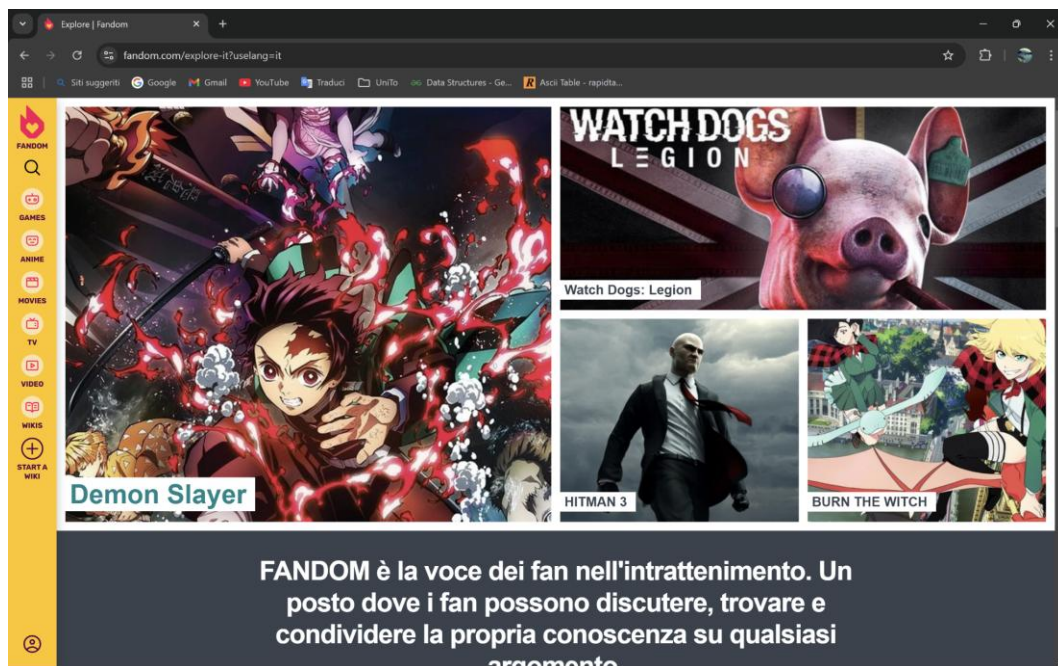 Explore | Fandom
fandom.com/explore-it?uselang=it
Siti suggeriti Google Gmail YouTube Traduci UniTo Data Structures - Ge... Ascii Table - rapidta...
FANDOM
GAMES
ANIME
MOVIES
TV
VIDEO
WIKIS
START A
WIKI
Demon Slayer
WATCH DOGS
LEGION
Watch Dogs: Legion
HITMAN 3
BURN THE WITCH
FANDOM è la voce dei fan nell'intrattenimento. Un
posto dove i fan possono discutere, trovare e
condividere la propria conoscenza su qualsiasi
argomento